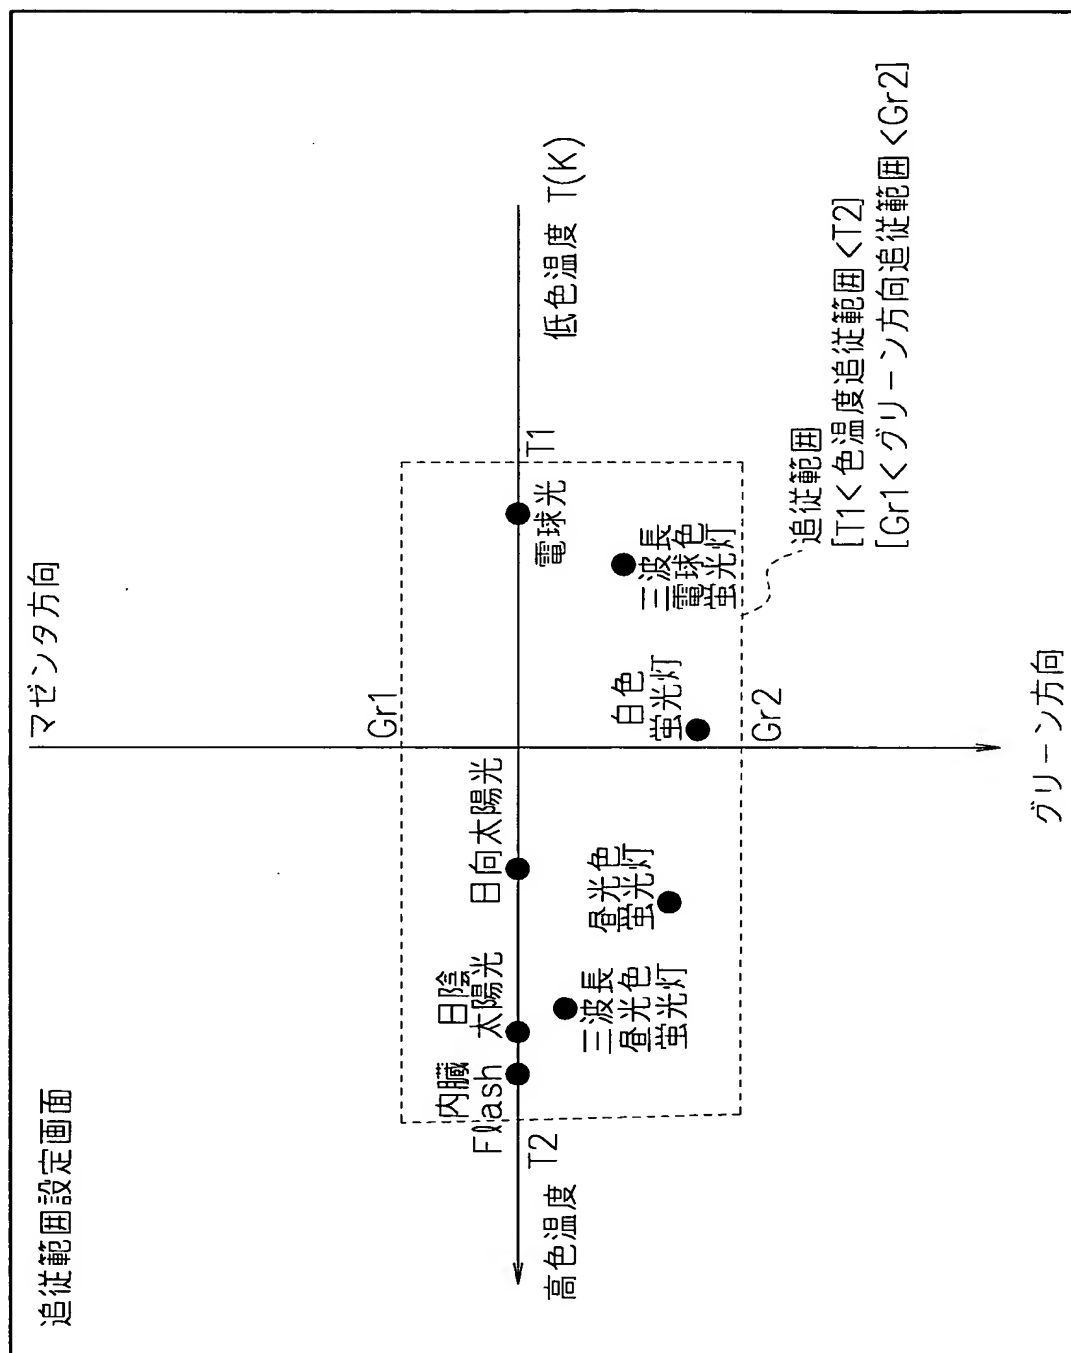 追従範囲設定画面
マゼンタ方向
Gr1
内臓
Flash
日陰
太陽光
日向太陽光
T2
T1
電球光
高色温度
低色温度 T(K)
三波長
昼光色
蛍光灯
昼光色
蛍光灯
白色
蛍光灯
三波長
電球色
蛍光灯
Gr2
追従範囲
[T1<色温度追従範囲<T2]
[Gr1<グリーン方向追従範囲<Gr2]
グリーン方向